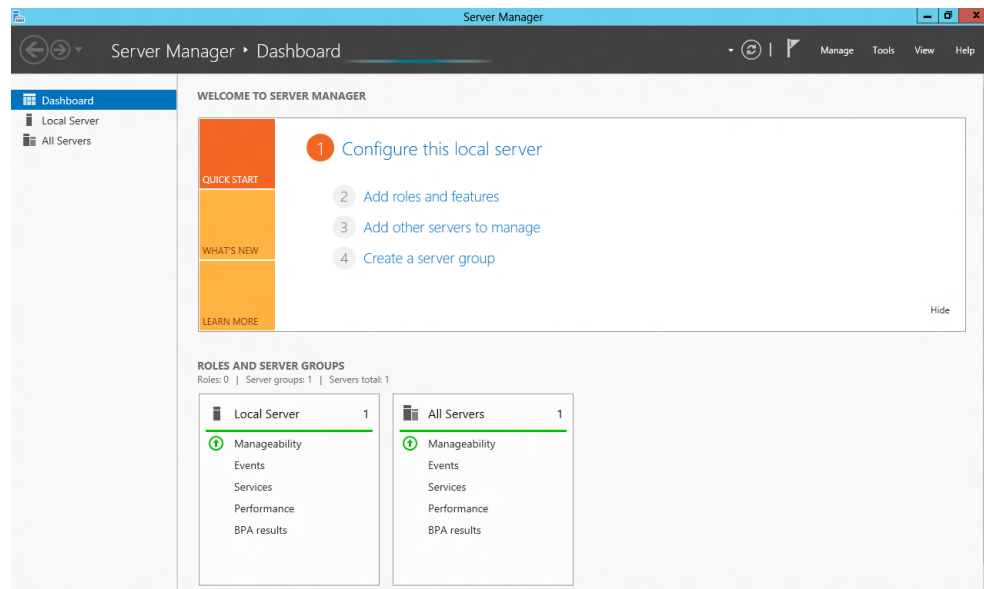 Server Manager
Server Manager ‣ Dashboard
Manage Tools View Help
Dashboard
Local Server
All Servers
WELCOME TO SERVER MANAGER
QUICK START
WHAT'S NEW
LEARN MORE
1 Configure this local server
2 Add roles and features
3 Add other servers to manage
4 Create a server group
Hide
ROLES AND SERVER GROUPS
Roles: 0 | Server groups: 1 | Servers total: 1
Local Server 1
Manageability
Events
Services
Performance
BPA results
All Servers 1
Manageability
Events
Services
Performance
BPA results